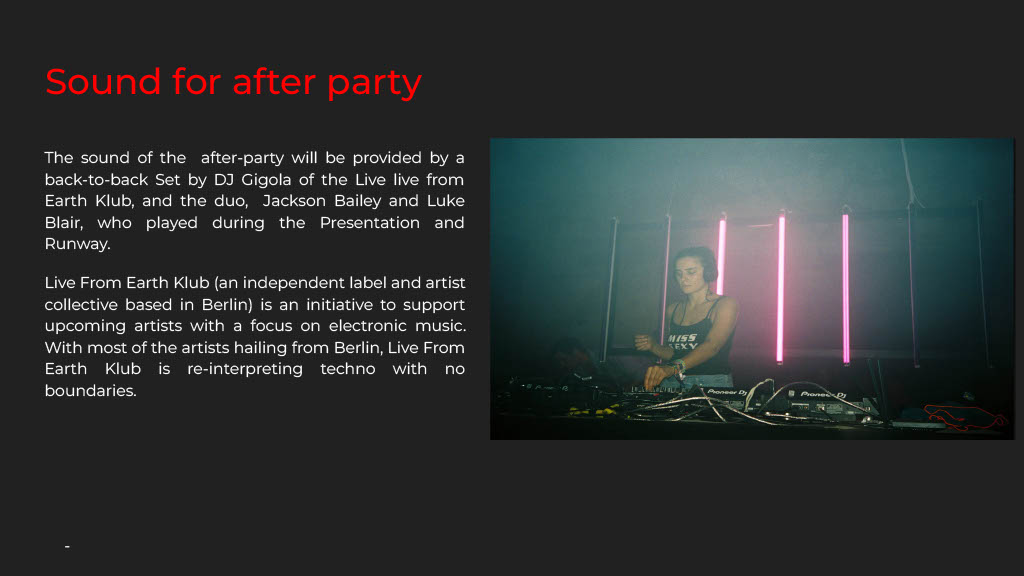 Sound for after party
The sound of the after-party will be provided by a
back-to-back Set by DJ Gigola of the Live live from
Earth Klub, and the duo, Jackson Bailey and Luke
Blair, who played during the Presentation and
Runway.
Live From Earth Klub (an independent label and artist
collective based in Berlin) is an initiative to support
upcoming artists with a focus on electronic music.
With most of the artists hailing from Berlin, Live From
Earth Klub is re-interpreting techno with no
boundaries.
MISS
SEXY
Pioneer Dj
Pioneer Dj
-